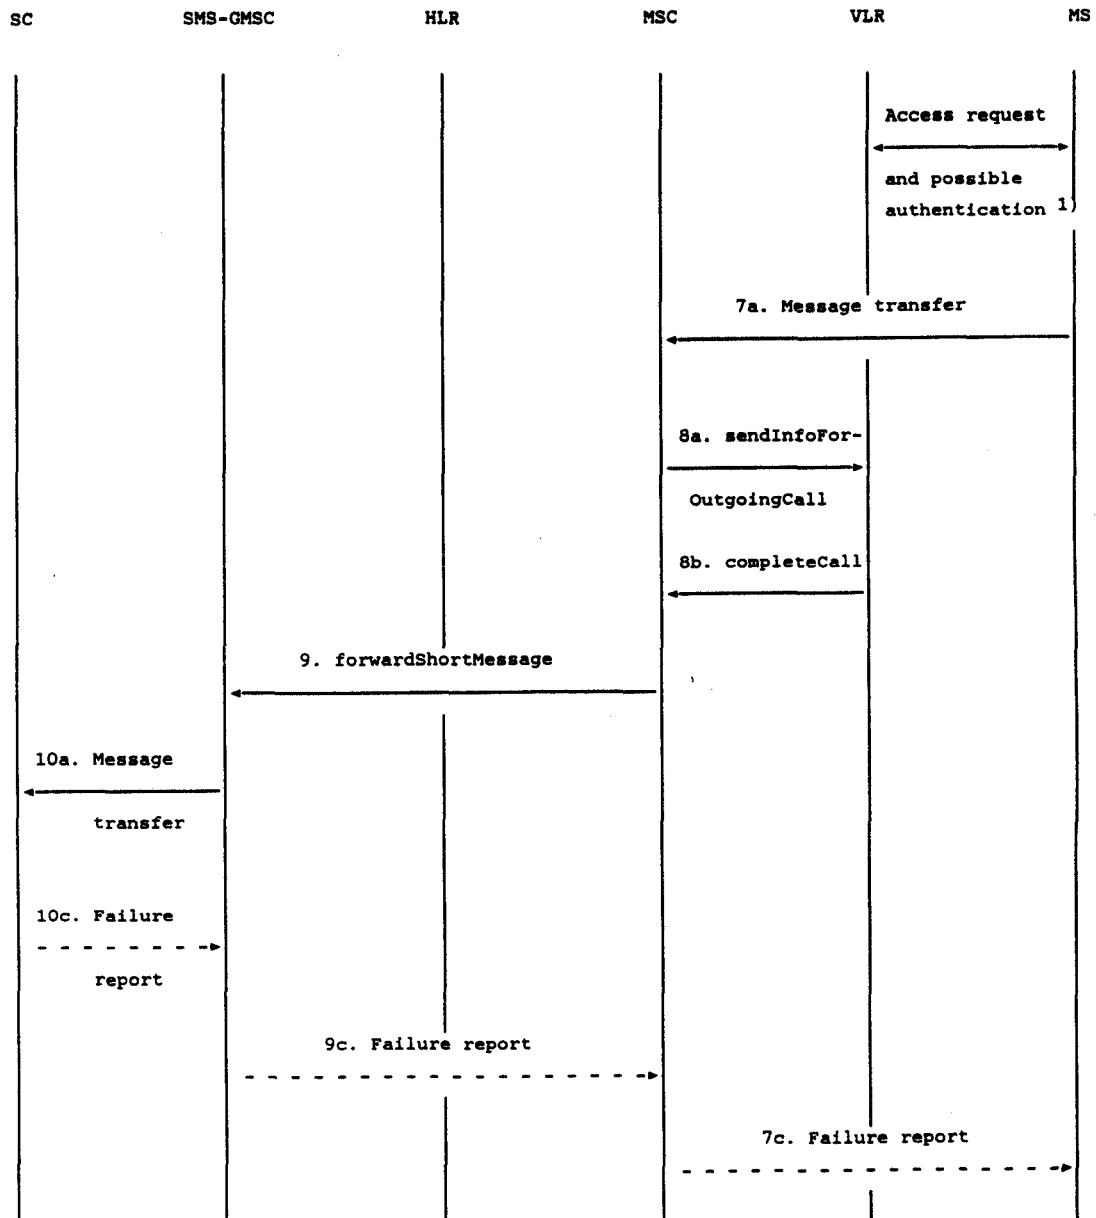 SC SMS-GMSC HLR MSC VLR MS
Access request
and possible
authentication 1)
7a. Message transfer
8a. sendInfoFor-
OutgoingCall
8b. completeCall
9. forwardShortMessage
10a. Message
transfer
10c. Failure
report
9c. Failure report
7c. Failure report